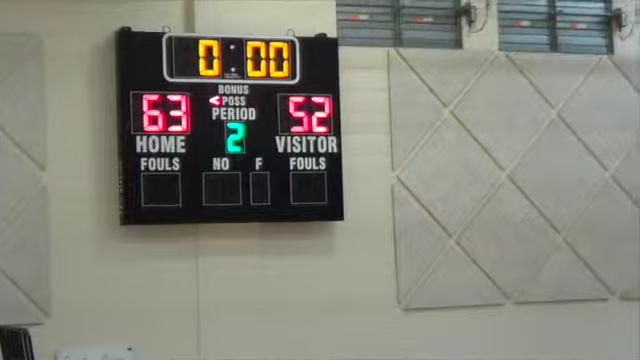 0:00
BONUS
< POSS
63 PERIOD 52
HOME 2 VISITOR
FOULS NO F FOULS